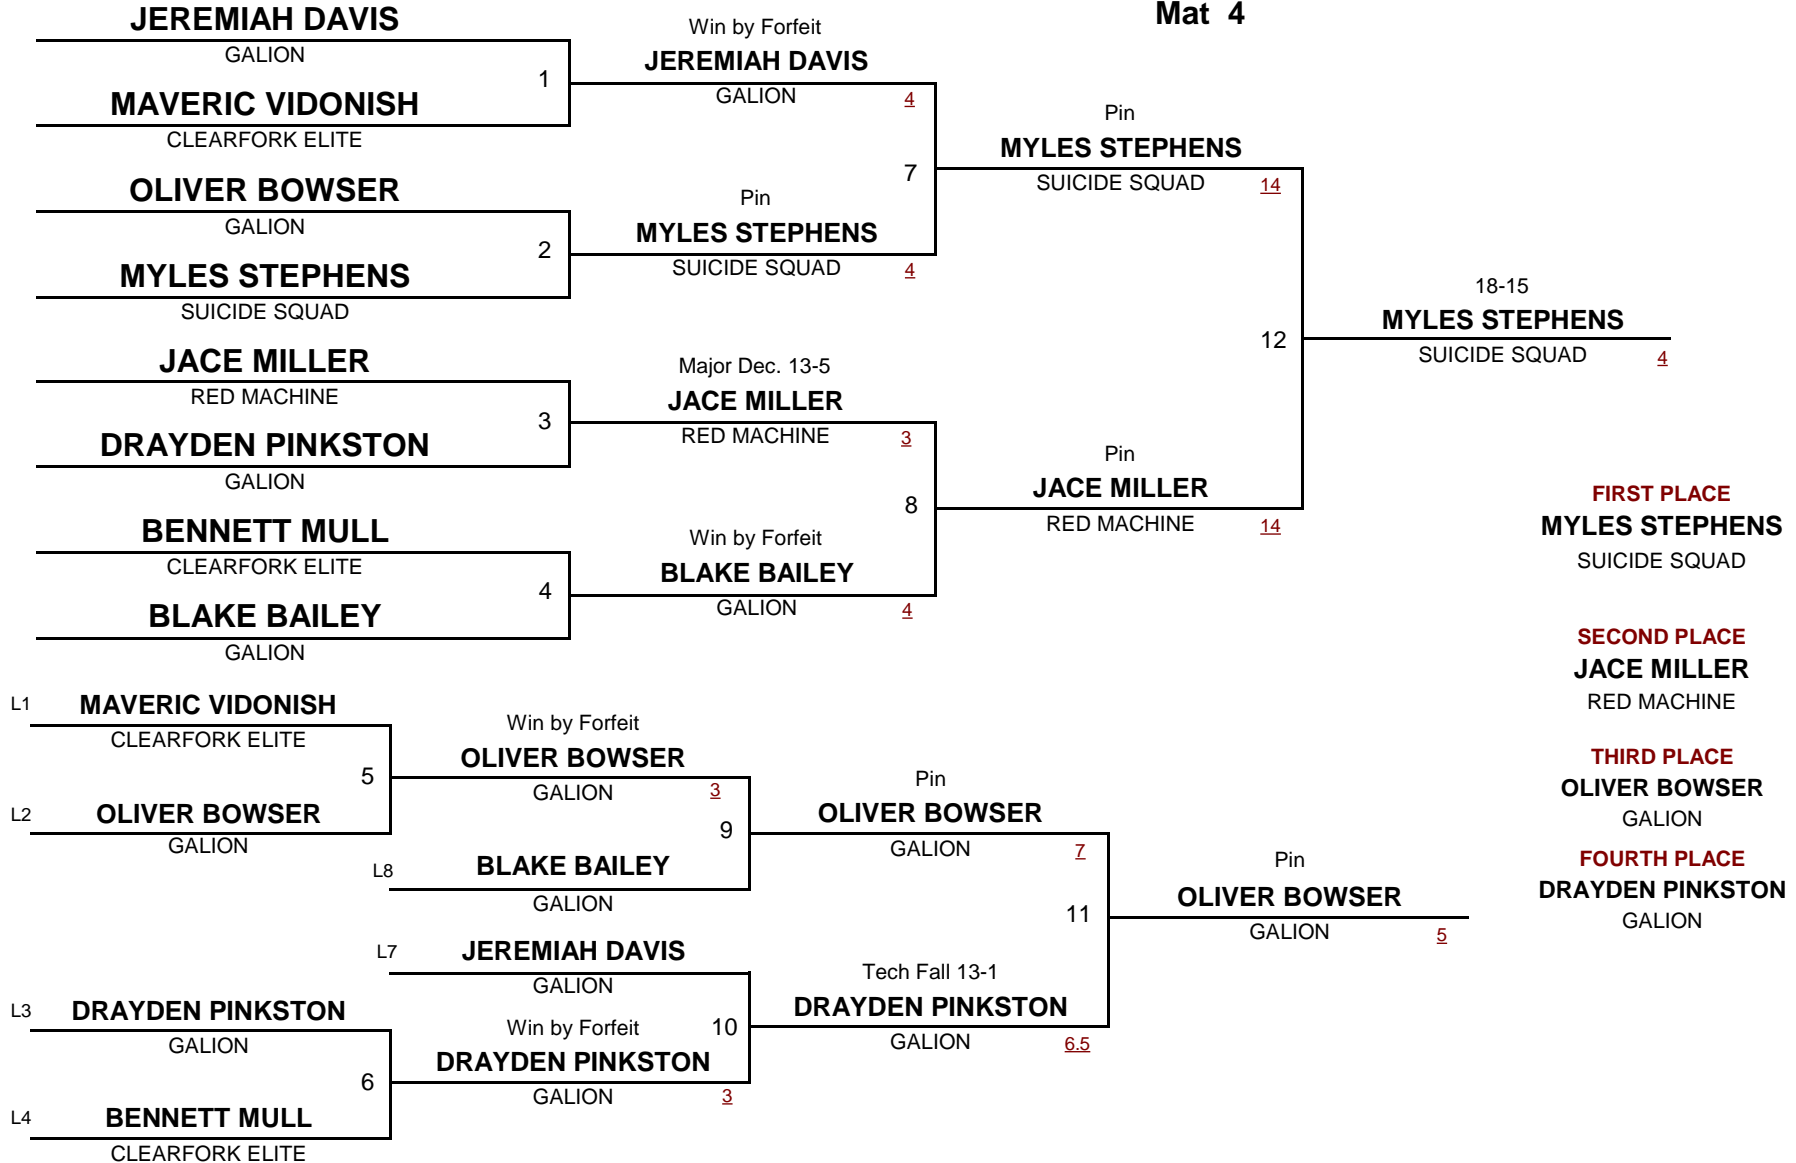 Mat 4
JEREMIAH DAVIS
GALION
1
MAVERIC VIDONISH
CLEARFORK ELITE
OLIVER BOWSER
GALION
2
MYLES STEPHENS
SUICIDE SQUAD
JACE MILLER
RED MACHINE
3
DRAYDEN PINKSTON
GALION
BENNETT MULL
CLEARFORK ELITE
4
BLAKE BAILEY
GALION
Win by Forfeit
JEREMIAH DAVIS
GALION 4
7
Pin
MYLES STEPHENS
SUICIDE SQUAD 4
Major Dec. 13-5
JACE MILLER
RED MACHINE 3
8
Win by Forfeit
BLAKE BAILEY
GALION 4
Pin
MYLES STEPHENS
SUICIDE SQUAD 14
12
Pin
JACE MILLER
RED MACHINE 14
18-15
MYLES STEPHENS
SUICIDE SQUAD 4
FIRST PLACE
MYLES STEPHENS
SUICIDE SQUAD
SECOND PLACE
JACE MILLER
RED MACHINE
THIRD PLACE
OLIVER BOWSER
GALION
FOURTH PLACE
DRAYDEN PINKSTON
GALION
L1 MAVERIC VIDONISH
CLEARFORK ELITE
5
L2 OLIVER BOWSER
GALION
Win by Forfeit
OLIVER BOWSER
GALION 3
9
L8 BLAKE BAILEY
GALION
L7 JEREMIAH DAVIS
GALION
L3 DRAYDEN PINKSTON
GALION
6
L4 BENNETT MULL
CLEARFORK ELITE
Win by Forfeit 10
DRAYDEN PINKSTON
GALION 3
Pin
OLIVER BOWSER
GALION 7
11
Tech Fall 13-1
DRAYDEN PINKSTON
GALION 6.5
Pin
OLIVER BOWSER
GALION 5